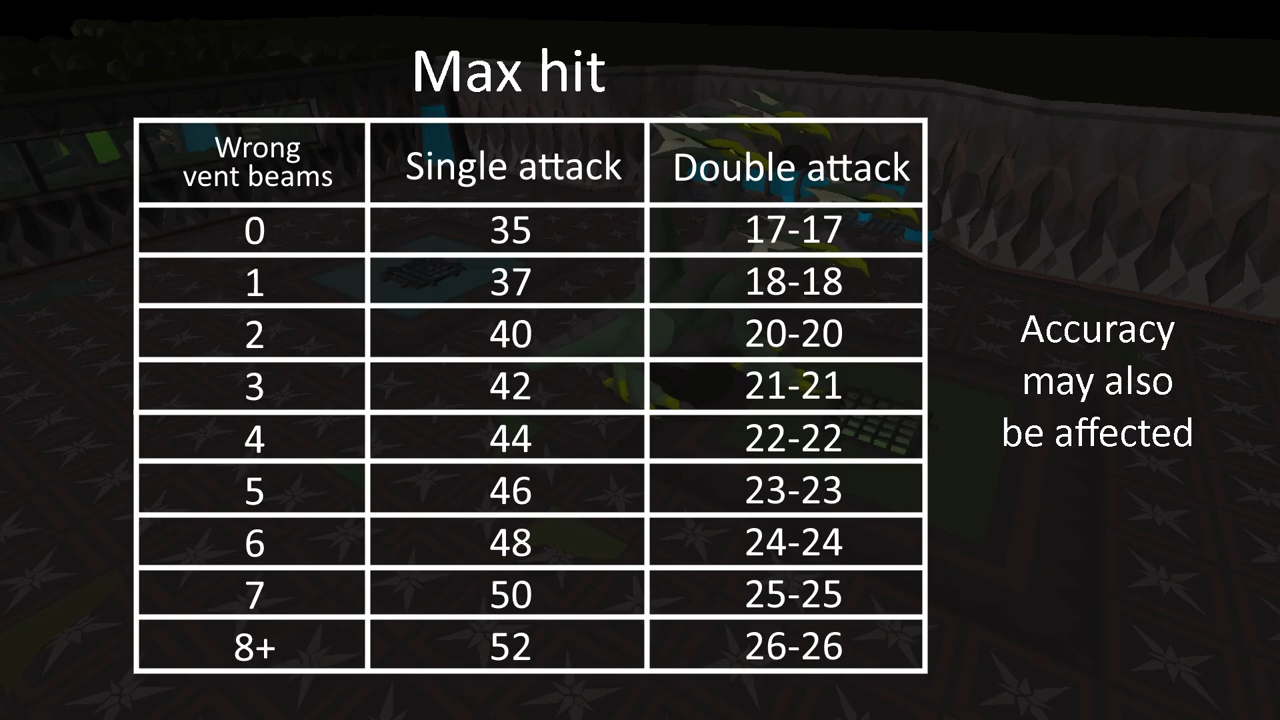 Max hit
Wrong
vent beams
Single attack
Double attack
0 35 17-17
1 37 18-18
2 40 20-20
3 42 21-21
4 44 22-22
5 46 23-23
6 48 24-24
7 50 25-25
8+ 52 26-26
Accuracy
may also
be affected